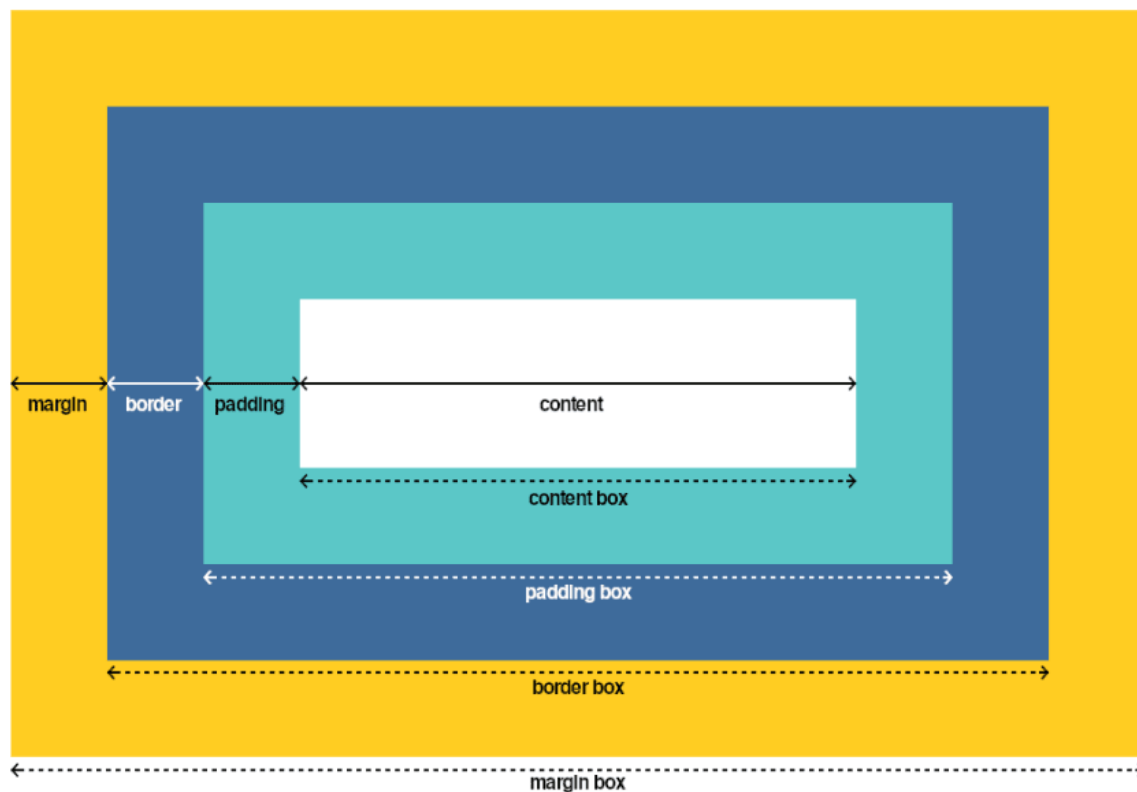 margin
border
padding
content
content box
padding box
border box
margin box